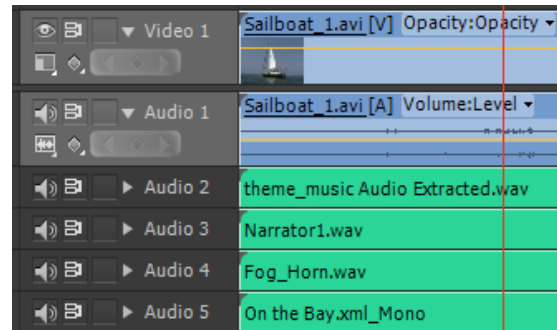 Video 1 Sailboat_1.avi [V] Opacity:Opacity
Audio 1 Sailboat_1.avi [A] Volume:Level
Audio 2 theme_music Audio Extracted.wav
Audio 3 Narrator1.wav
Audio 4 Fog_Horn.wav
Audio 5 On the Bay.xml_Mono